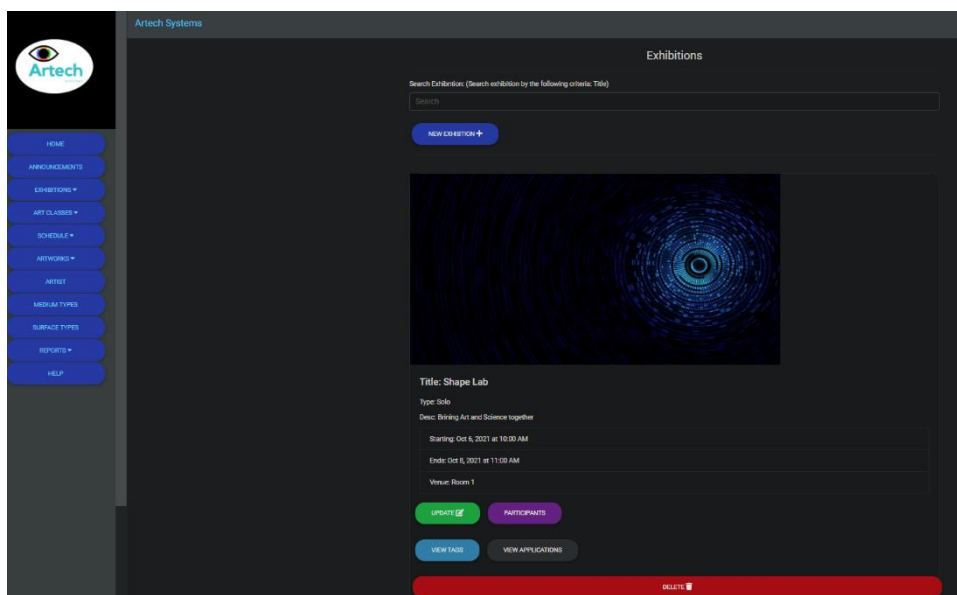 Artech Systems
Artech
HOME
ANNOUNCEMENTS
EXHIBITIONS
ART CLASSES
SCHEDULE
ARTWORKS
ARTIST
MEDIUM TYPES
SURFACE TYPES
REPORTS
HELP
Exhibitions
Search Exhibition: (Search exhibition by the following criteria: Title)
Search
NEW EXHIBITION +
Title: Shape Lab
Type: Solo
Desc: Brining Art and Science together
Starting: Oct 6, 2021 at 10:00 AM
Ends: Oct 8, 2021 at 11:00 AM
Venue: Room 1
UPDATE
PARTICIPANTS
VIEW TAGS
VIEW APPLICATIONS
DELETE